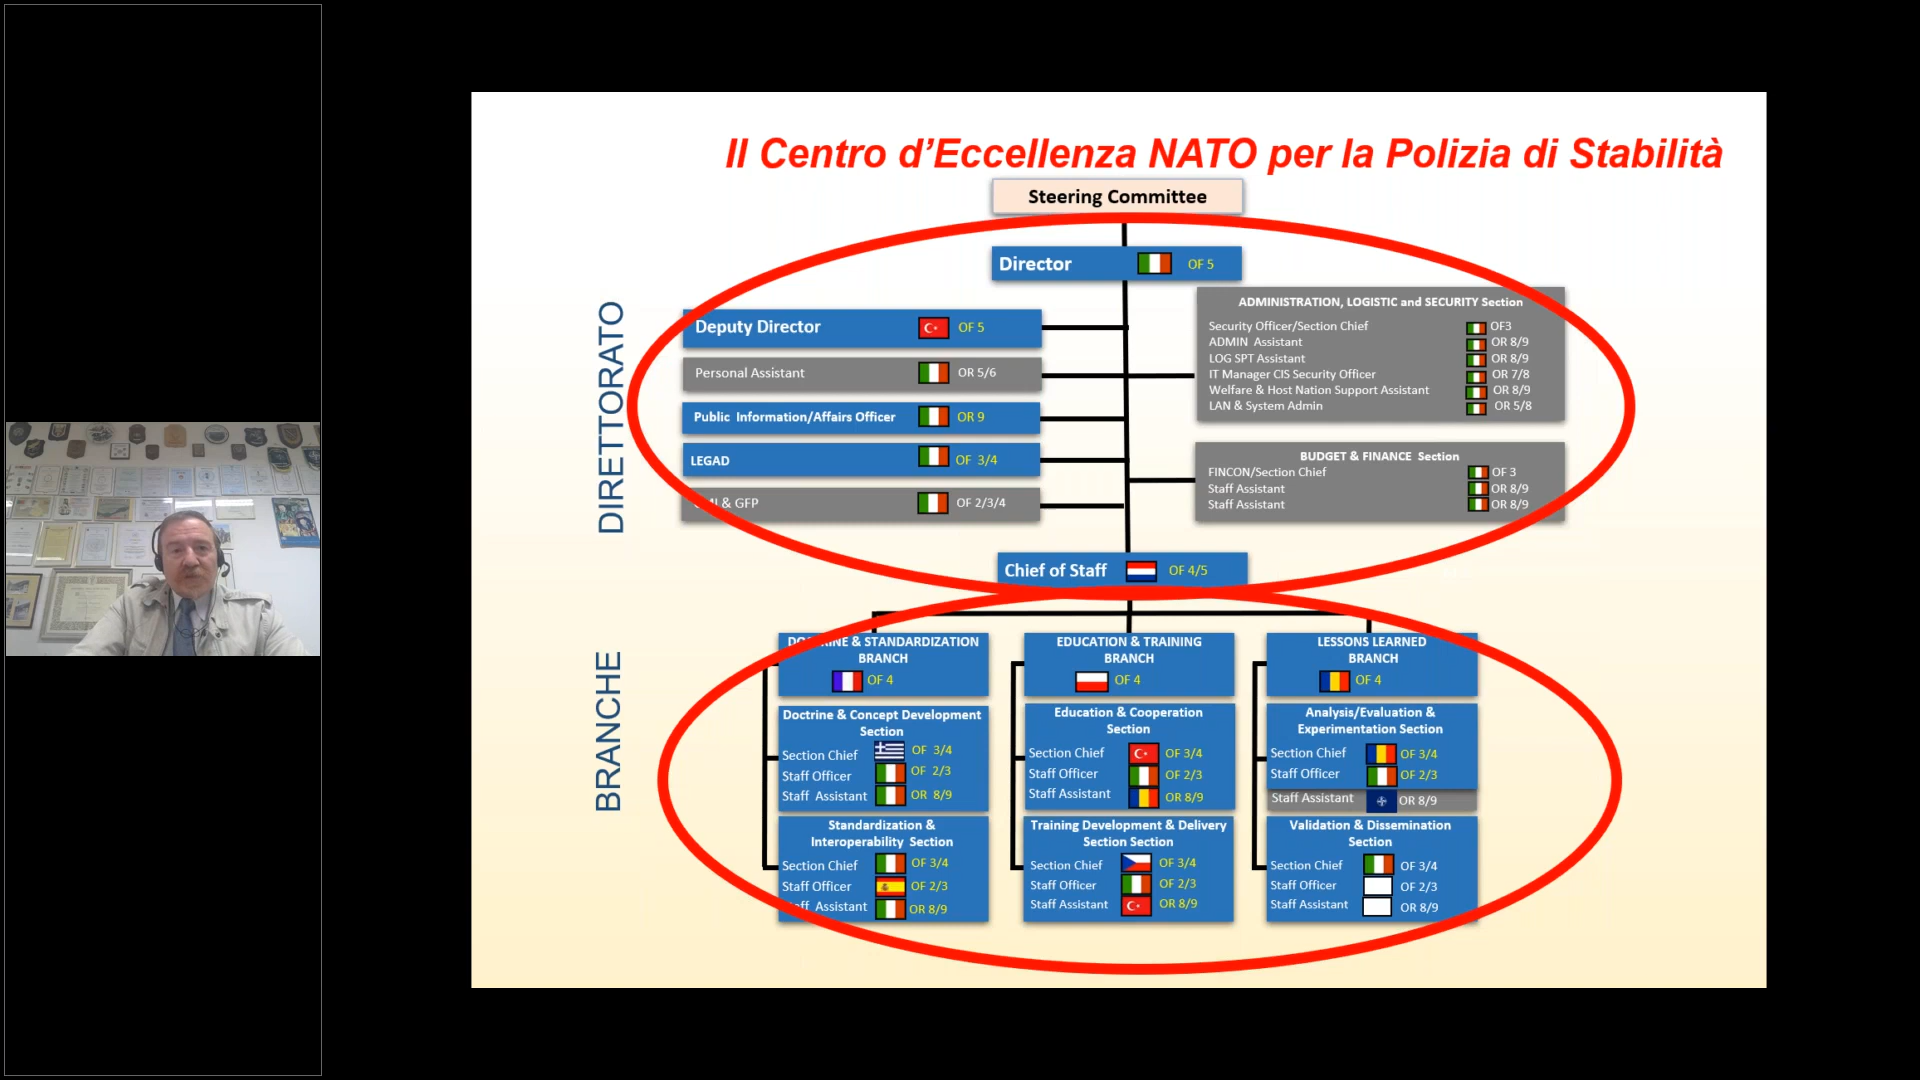 Il Centro d’Eccellenza NATO per la Polizia di Stabilità
Steering Committee
Director OF 5
DIRETTORATO
Deputy Director OF 5
Personal Assistant OR 5/6
Public Information/Affairs Officer OR 9
LEGAD OF 3/4
& GFP OF 2/3/4
ADMINISTRATION, LOGISTIC and SECURITY Section
Security Officer/Section Chief OF3
ADMIN Assistant OR 8/9
LOG SPT Assistant OR 8/9
IT Manager CIS Security Officer OR 7/8
Welfare & Host Nation Support Assistant OR 8/9
LAN & System Admin OR 5/8
BUDGET & FINANCE Section
FINCON/Section Chief OF 3
Staff Assistant OR 8/9
Staff Assistant OR 8/9
Chief of Staff OF 4/5
BRANCHE
DOCTRINE & STANDARDIZATION
BRANCH
OF 4
Doctrine & Concept Development
Section
Section Chief OF 3/4
Staff Officer OF 2/3
Staff Assistant OR 8/9
Standardization &
Interoperability Section
Section Chief OF 3/4
Staff Officer OF 2/3
Staff Assistant OR 8/9
EDUCATION & TRAINING
BRANCH
OF 4
Education & Cooperation
Section
Section Chief OF 3/4
Staff Officer OF 2/3
Staff Assistant OR 8/9
Training Development & Delivery
Section Section
Section Chief OF 3/4
Staff Officer OF 2/3
Staff Assistant OR 8/9
LESSONS LEARNED
BRANCH
OF 4
Analysis/Evaluation &
Experimentation Section
Section Chief OF 3/4
Staff Officer OF 2/3
Staff Assistant OR 8/9
Validation & Dissemination
Section
Section Chief OF 3/4
Staff Officer OF 2/3
Staff Assistant OR 8/9